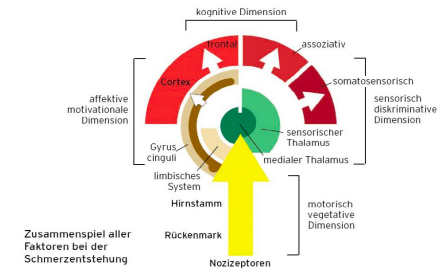 kognitive Dimension
frontal
assoziativ
Cortex
somatosensorisch
affektive
motivationale
Dimension
sensorisch
diskriminative
Dimension
sensorischer
Thalamus
Gyrus
cinguli
medialer Thalamus
limbisches
System
Hirnstamm
motorisch
vegetative
Dimension
Rückenmark
Zusammenspiel aller
Faktoren bei der
Schmerzentstehung
Nozizeptoren